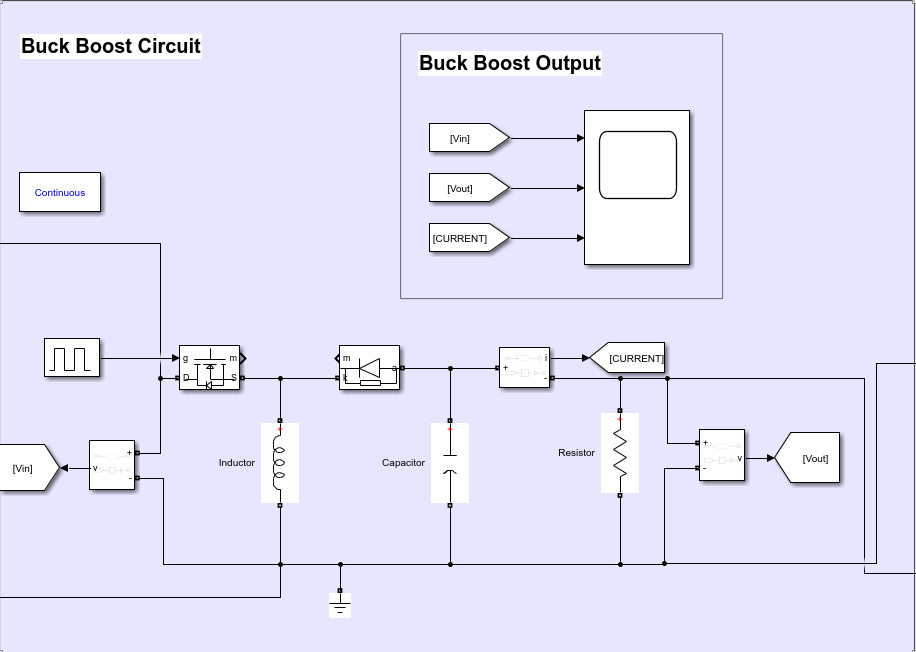 Buck Boost Circuit
Buck Boost Output
[Vin]
[Vout]
[CURRENT]
Continuous
g
m
D
S
m
k
a
i
+
-
[CURRENT]
[Vin]
v
+
-
Inductor
+
Capacitor
+
Resistor
+
+
-
v
[Vout]